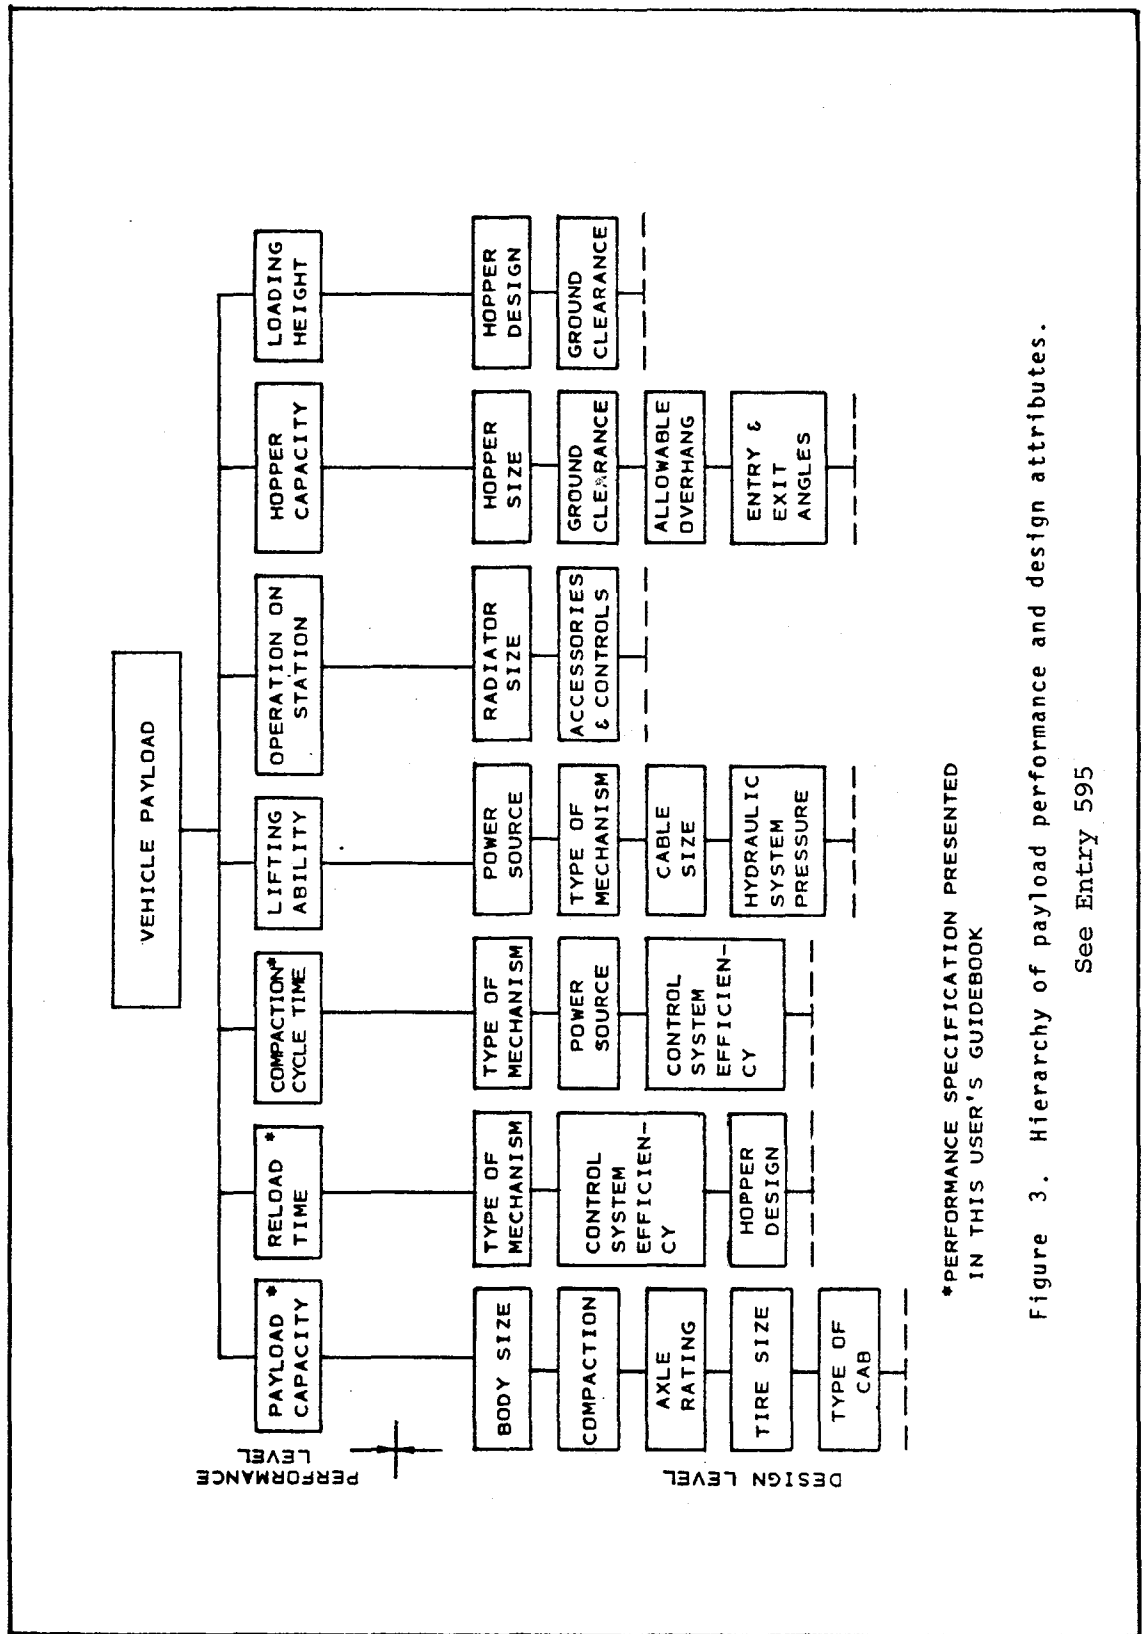 VEHICLE PAYLOAD
PERFORMANCE
LEVEL
PAYLOAD *
CAPACITY
RELOAD *
TIME
COMPACTION*
CYCLE TIME
LIFTING
ABILITY
OPERATION ON
STATION
HOPPER
CAPACITY
LOADING
HEIGHT
DESIGN LEVEL
BODY SIZE
COMPACTION
AXLE
RATING
TIRE SIZE
TYPE OF
CAB
TYPE OF
MECHANISM
CONTROL
SYSTEM
EFFICIEN-
CY
HOPPER
DESIGN
TYPE OF
MECHANISM
POWER
SOURCE
CONTROL
SYSTEM
EFFICIEN-
CY
POWER
SOURCE
TYPE OF
MECHANISM
CABLE
SIZE
HYDRAULIC
SYSTEM
PRESSURE
RADIATOR
SIZE
ACCESSORIES
& CONTROLS
HOPPER
SIZE
GROUND
CLEARANCE
ALLOWABLE
OVERHANG
ENTRY &
EXIT
ANGLES
HOPPER
DESIGN
GROUND
CLEARANCE
*PERFORMANCE SPECIFICATION PRESENTED
IN THIS USER'S GUIDEBOOK
Figure 3. Hierarchy of payload performance and design attributes.
See Entry 595